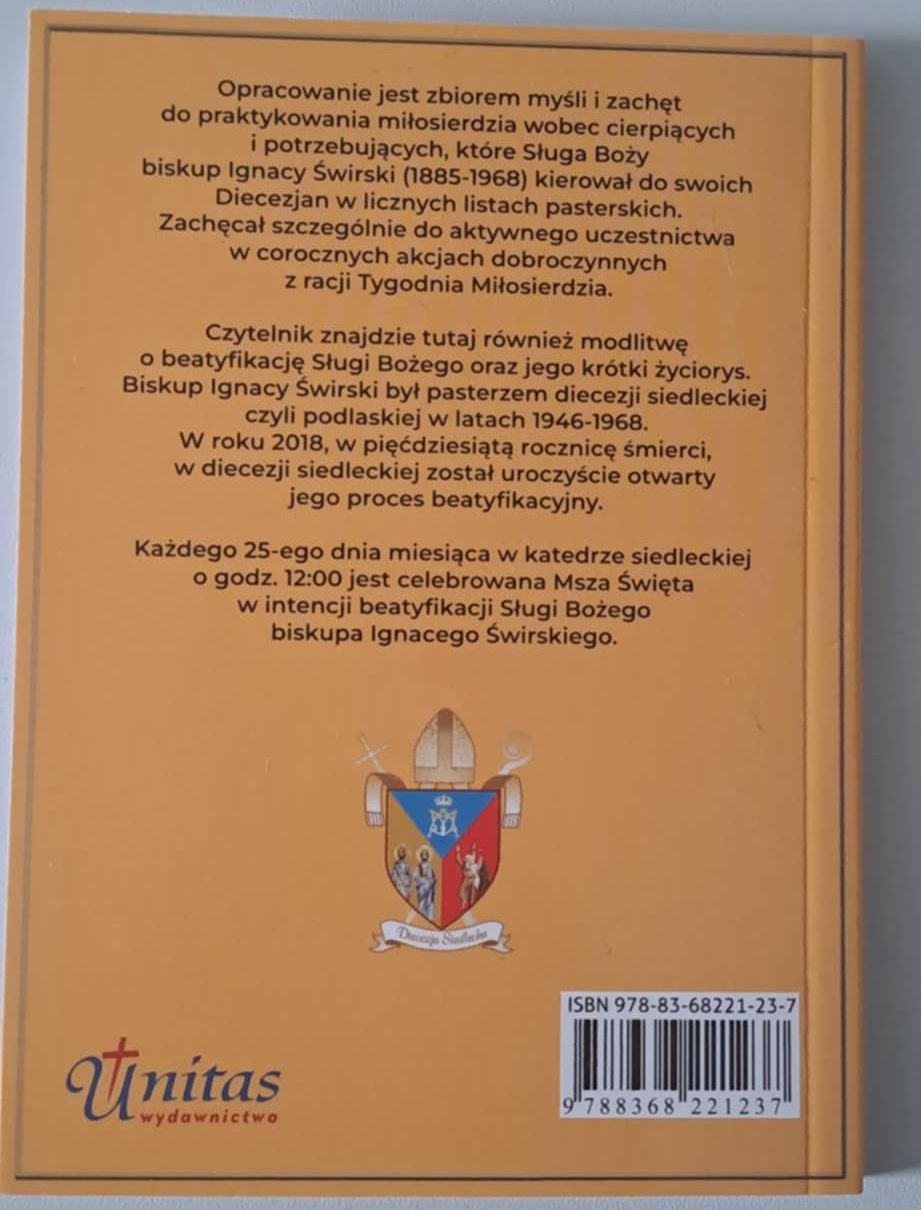 Opracowanie jest zbiorem myśli i zachęt
do praktykowania miłosierdzia wobec cierpiących
i potrzebujących, które Sługa Boży
biskup Ignacy Świrski (1885-1968) kierował do swoich
Diecezjan w licznych listach pasterskich.
Zachęcał szczególnie do aktywnego uczestnictwa
w corocznych akcjach dobroczynnych
z racji Tygodnia Miłosierdzia.
Czytelnik znajdzie tutaj również modlitwę
o beatyfikację Sługi Bożego oraz jego krótki życiorys.
Biskup Ignacy Świrski był pasterzem diecezji siedleckiej
czyli podlaskiej w latach 1946-1968.
W roku 2018, w pięćdziesiątą rocznicę śmierci,
w diecezji siedleckiej został uroczyście otwarty
jego proces beatyfikacyjny.
Każdego 25-ego dnia miesiąca w katedrze siedleckiej
o godz. 12:00 jest celebrowana Msza Święta
w intencji beatyfikacji Sługi Bożego
biskupa Ignacego Świrskiego.
Diecezja Siedlecka
ISBN 978-83-68221-23-7
9 788368 221237
Unitas
wydawnictwo